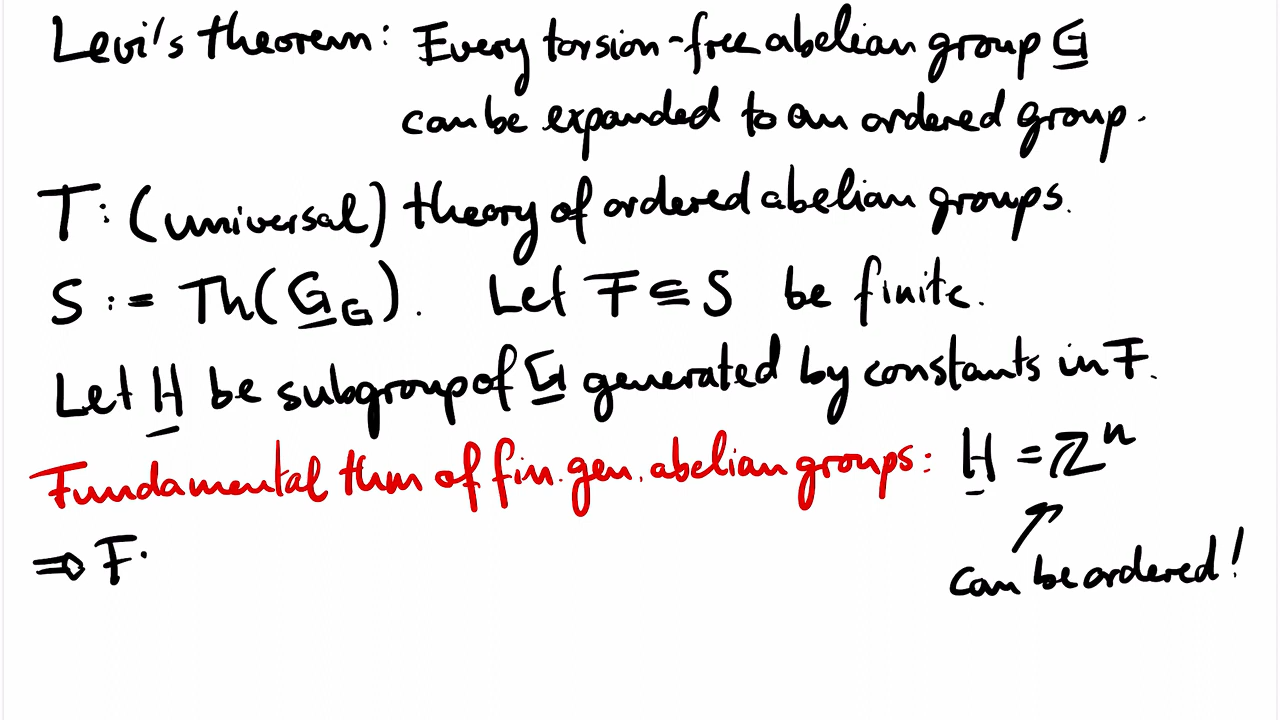 Levi's theorem: Every torsion-free abelian group G
can be expanded to an ordered group.
T: (universal) theory of ordered abelian groups.
S := Th(G_G). Let F ⊆ S be finite.
Let H be subgroup of G generated by constants in F.
Fundamental thm of fin. gen. abelian groups: H = ℤⁿ
can be ordered!
⇒ F